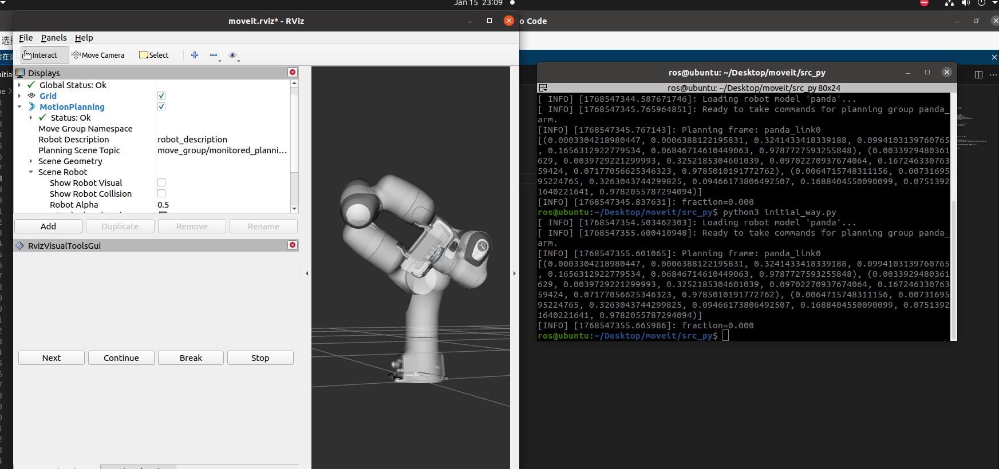 Jan 15 23:09
moveit.rviz* - RViz
o Code
File Panels Help
Interact Move Camera Select
Displays
Global Status: Ok
Grid
MotionPlanning
Status: Ok
Move Group Namespace
Robot Description robot_description
Planning Scene Topic move_group/monitored_planni...
Scene Geometry
Scene Robot
Show Robot Visual
Show Robot Collision
Robot Alpha 0.5
Add Duplicate Remove Rename
RvizVisualToolsGui
Next Continue Break Stop
ros@ubuntu: ~/Desktop/moveit/src_py
ros@ubuntu: ~/Desktop/moveit/src_py 80x24
[ INFO] [1768547344.587671746]: Loading robot model 'panda'...
[ INFO] [1768547345.765964851]: Ready to take commands for planning group panda_
arm.
[INFO] [1768547345.767143]: Planning frame: panda_link0
[(0.0003304218980447, 0.0006388122195831, 0.3241433418339188, 0.0994103139760765
, 0.1656312922779534, 0.06846714610449063, 0.9787727593255848), (0.0033929480361
629, 0.0039729221299993, 0.3252185304601039, 0.09702270937674064, 0.167246330763
59424, 0.07177056625346323, 0.9785010191772762), (0.0064715748311156, 0.00731695
95224765, 0.3263043744299825, 0.09466173806492507, 0.1688404550090099, 0.0751392
1640221641, 0.9782055787294094)]
[INFO] [1768547345.837631]: fraction=0.000
ros@ubuntu:~/Desktop/moveit/src_py$ python3 initial_way.py
[ INFO] [1768547354.503462303]: Loading robot model 'panda'...
[ INFO] [1768547355.600410948]: Ready to take commands for planning group panda_
arm.
[INFO] [1768547355.601065]: Planning frame: panda_link0
[(0.0003304218980447, 0.0006388122195831, 0.3241433418339188, 0.0994103139760765
, 0.1656312922779534, 0.06846714610449063, 0.9787727593255848), (0.0033929480361
629, 0.0039729221299993, 0.3252185304601039, 0.09702270937674064, 0.167246330763
59424, 0.07177056625346323, 0.9785010191772762), (0.0064715748311156, 0.00731695
95224765, 0.3263043744299825, 0.09466173806492507, 0.1688404550090099, 0.0751392
1640221641, 0.9782055787294094)]
[INFO] [1768547355.665986]: fraction=0.000
ros@ubuntu:~/Desktop/moveit/src_py$